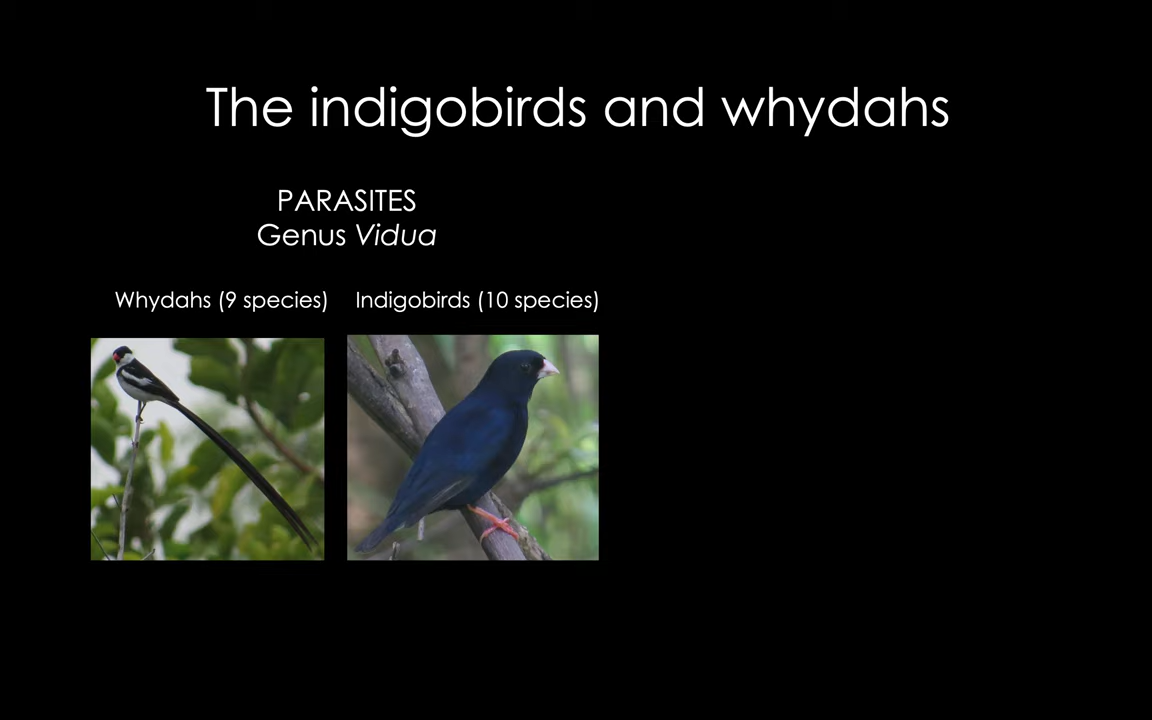 The indigobirds and whydahs
PARASITES
Genus Vidua
Whydahs (9 species)
Indigobirds (10 species)